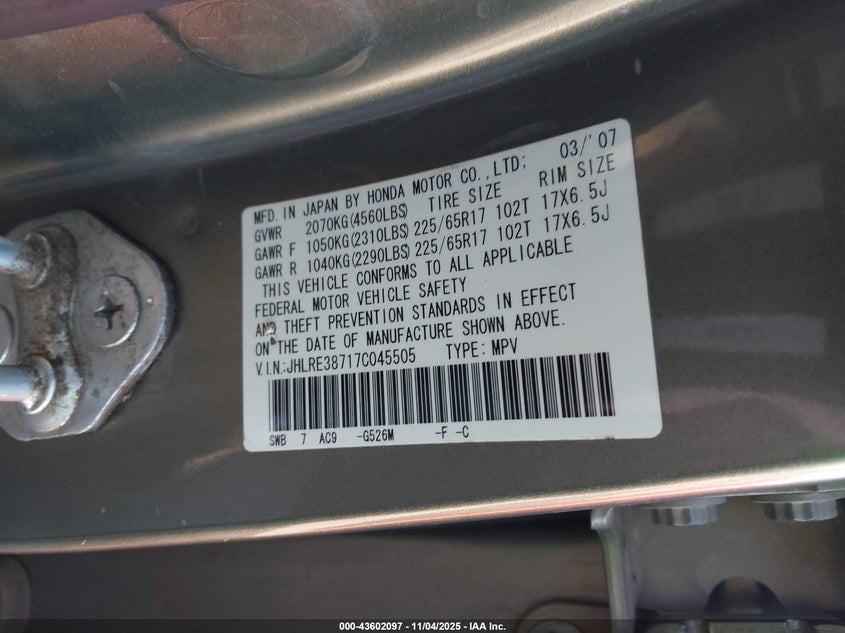 MFD. IN JAPAN BY HONDA MOTOR CO.,LTD; 03/'07
GVWR 2070KG(4560LBS) TIRE SIZE RIM SIZE
GAWR F 1050KG(2310LBS) 225/65R17 102T 17X6.5J
GAWR R 1040KG(2290LBS) 225/65R17 102T 17X6.5J
THIS VEHICLE CONFORMS TO ALL APPLICABLE
FEDERAL MOTOR VEHICLE SAFETY
AND THEFT PREVENTION STANDARDS IN EFFECT
ON THE DATE OF MANUFACTURE SHOWN ABOVE.
V.I.N.:JHLRE38717C045505 TYPE: MPV
SWB 7 AC9 -G526M -F -C
000-43602097 - 11/04/2025 - IAA Inc.